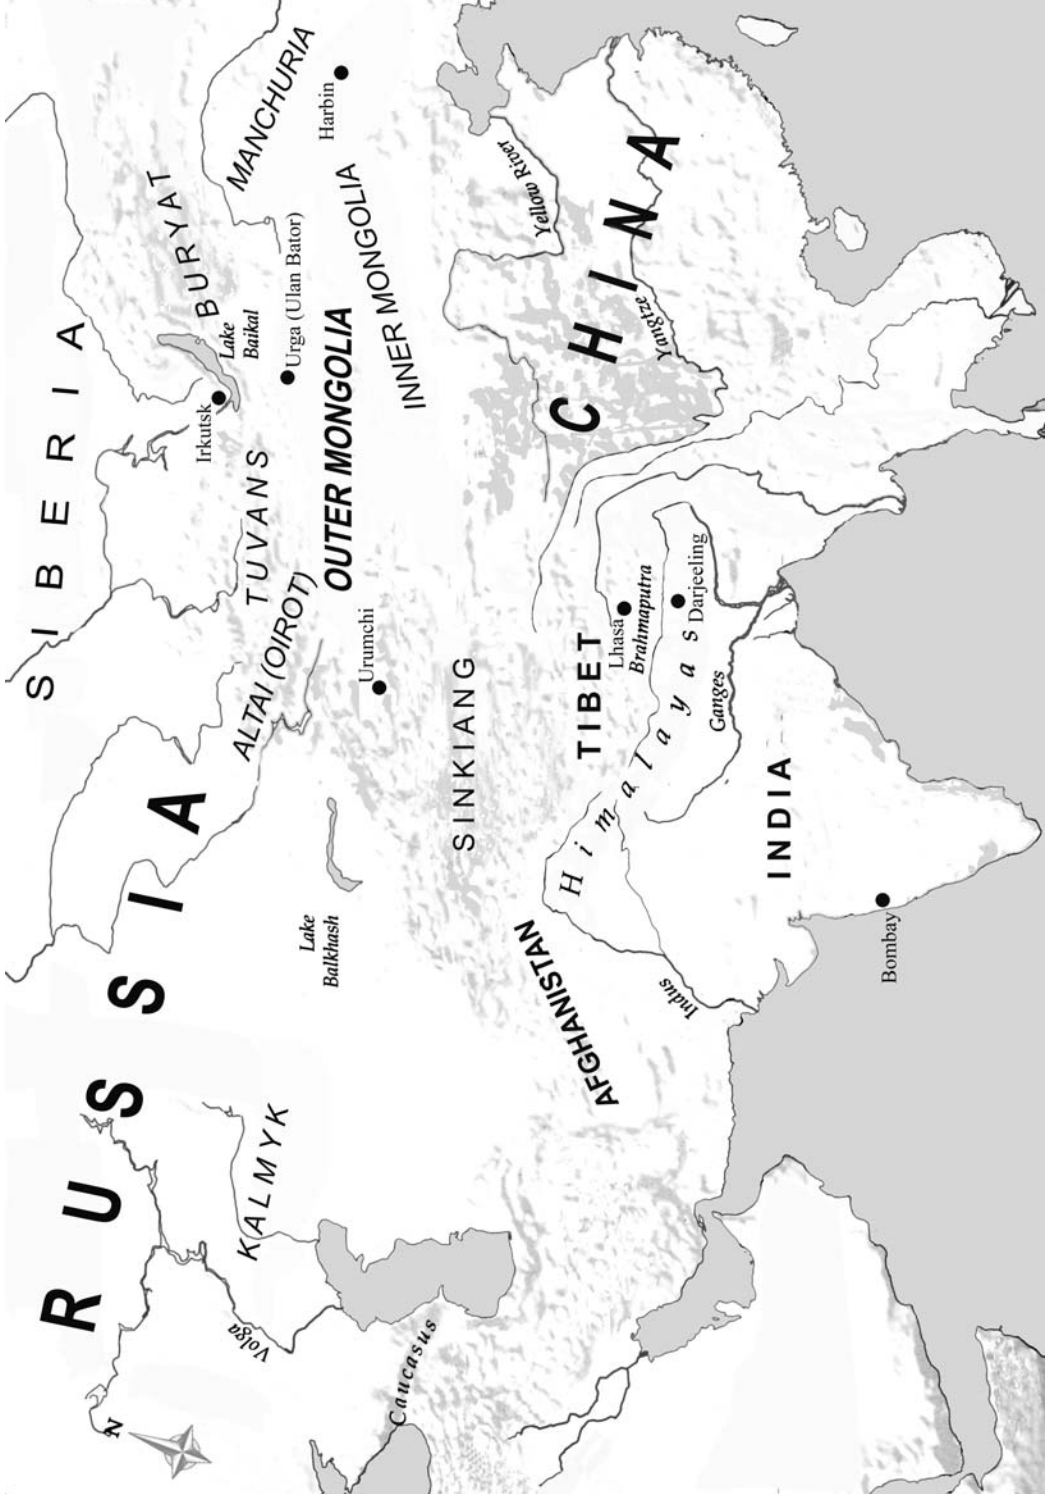 N
RUSSIA
SIBERIA
BURYAT
MANCHURIA
Harbin
Irkutsk
Lake
Baikal
Urga (Ulan Bator)
TUVANS
ALTAI (OIROT)
OUTER MONGOLIA
INNER MONGOLIA
Volga
KALMYK
Lake
Balkhash
Urumchi
SINKIANG
Yellow River
CHINA
Yangtze
Caucasus
AFGHANISTAN
TIBET
Lhasa
Brahmaputra
Himalayas
Darjeeling
Indus
Ganges
INDIA
Bombay